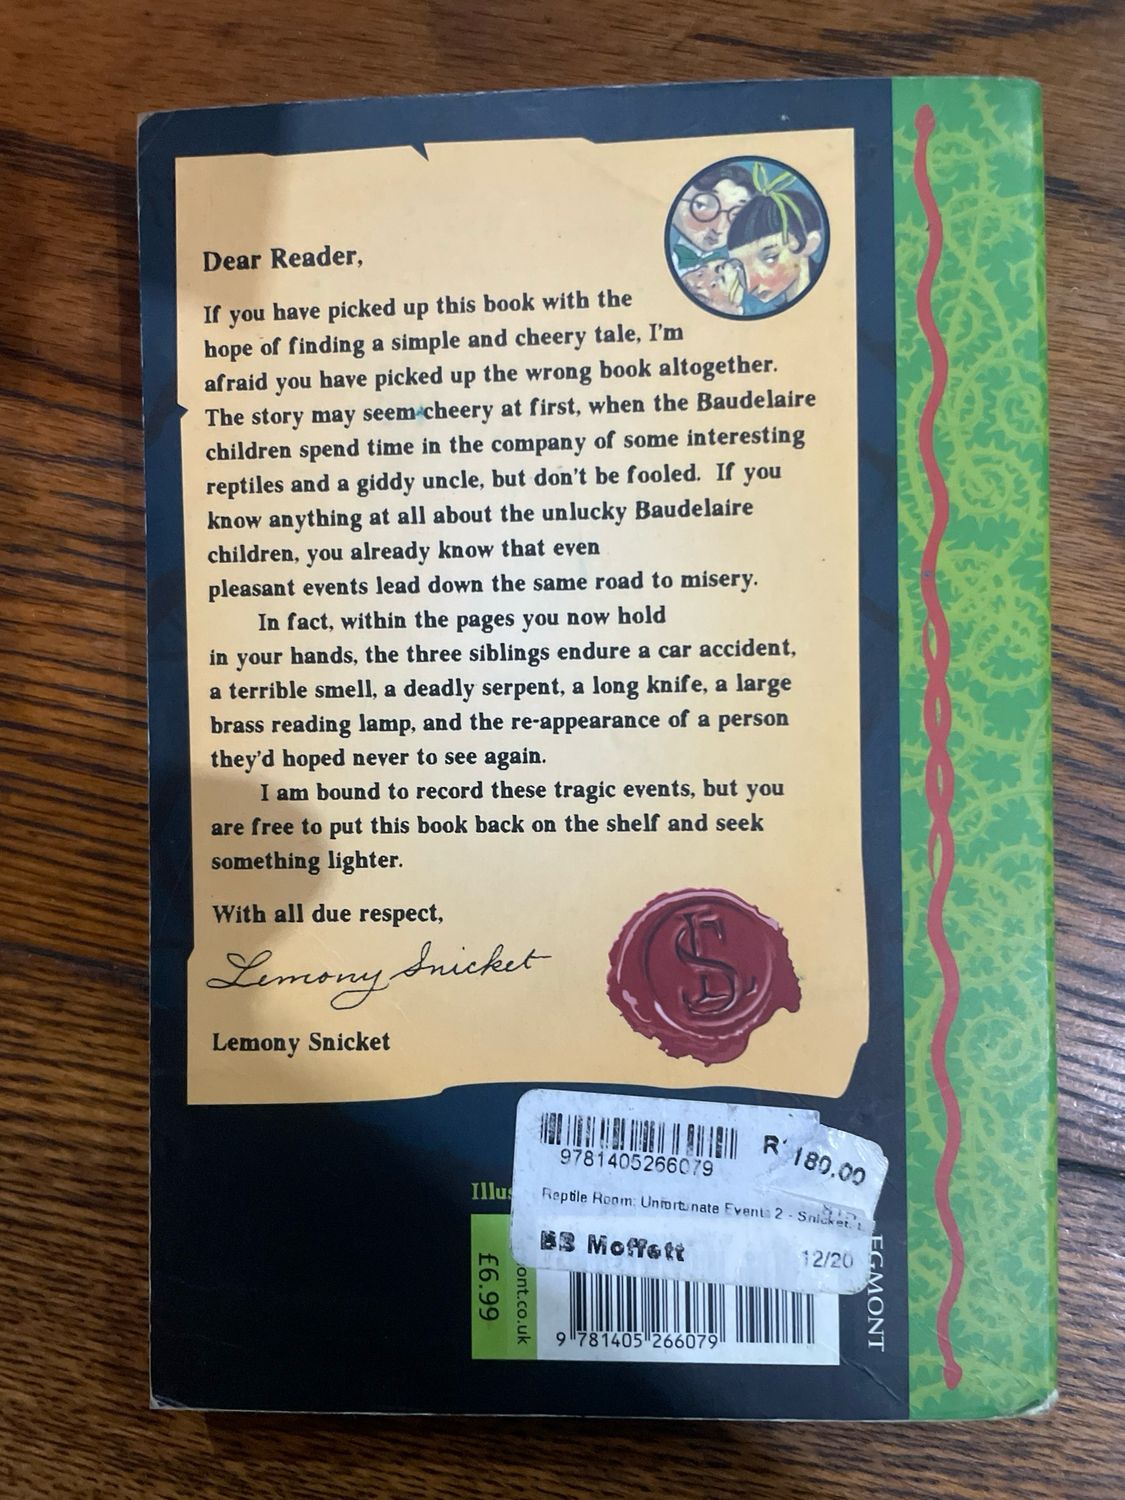 Dear Reader,
If you have picked up this book with the
hope of finding a simple and cheery tale, I'm
afraid you have picked up the wrong book altogether.
The story may seem cheery at first, when the Baudelaire
children spend time in the company of some interesting
reptiles and a giddy uncle, but don't be fooled. If you
know anything at all about the unlucky Baudelaire
children, you already know that even
pleasant events lead down the same road to misery.
In fact, within the pages you now hold
in your hands, the three siblings endure a car accident,
a terrible smell, a deadly serpent, a long knife, a large
brass reading lamp, and the re-appearance of a person
they'd hoped never to see again.
I am bound to record these tragic events, but you
are free to put this book back on the shelf and seek
something lighter.
With all due respect,
Lemony Snicket
Lemony Snicket
LS
9781405266079
R 180.00
Reptile Room: Unfortunate Events 2 - Snicket, L
EB Moffett
12/20
Illus
£6.99
ont.co.uk
9 781405 266079
EGMONT